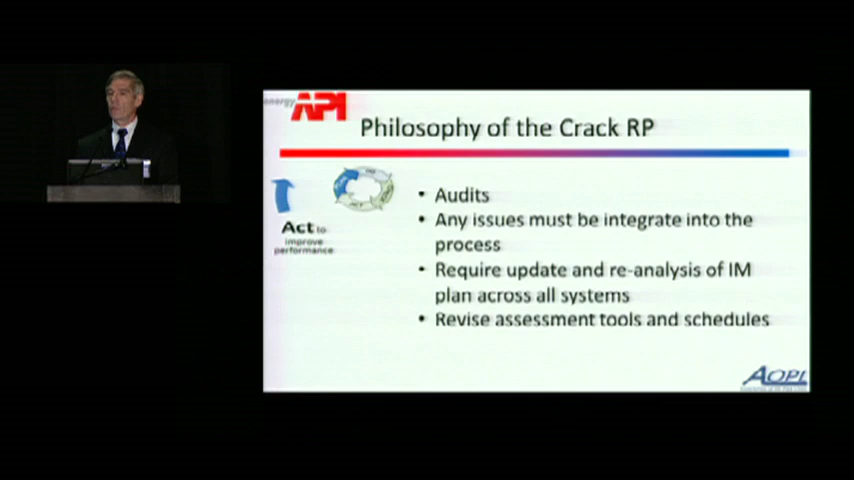 energy API
Philosophy of the Crack RP
Act to
improve
performance
• Audits
• Any issues must be integrate into the
process
• Require update and re-analysis of IM
plan across all systems
• Revise assessment tools and schedules
AOPL